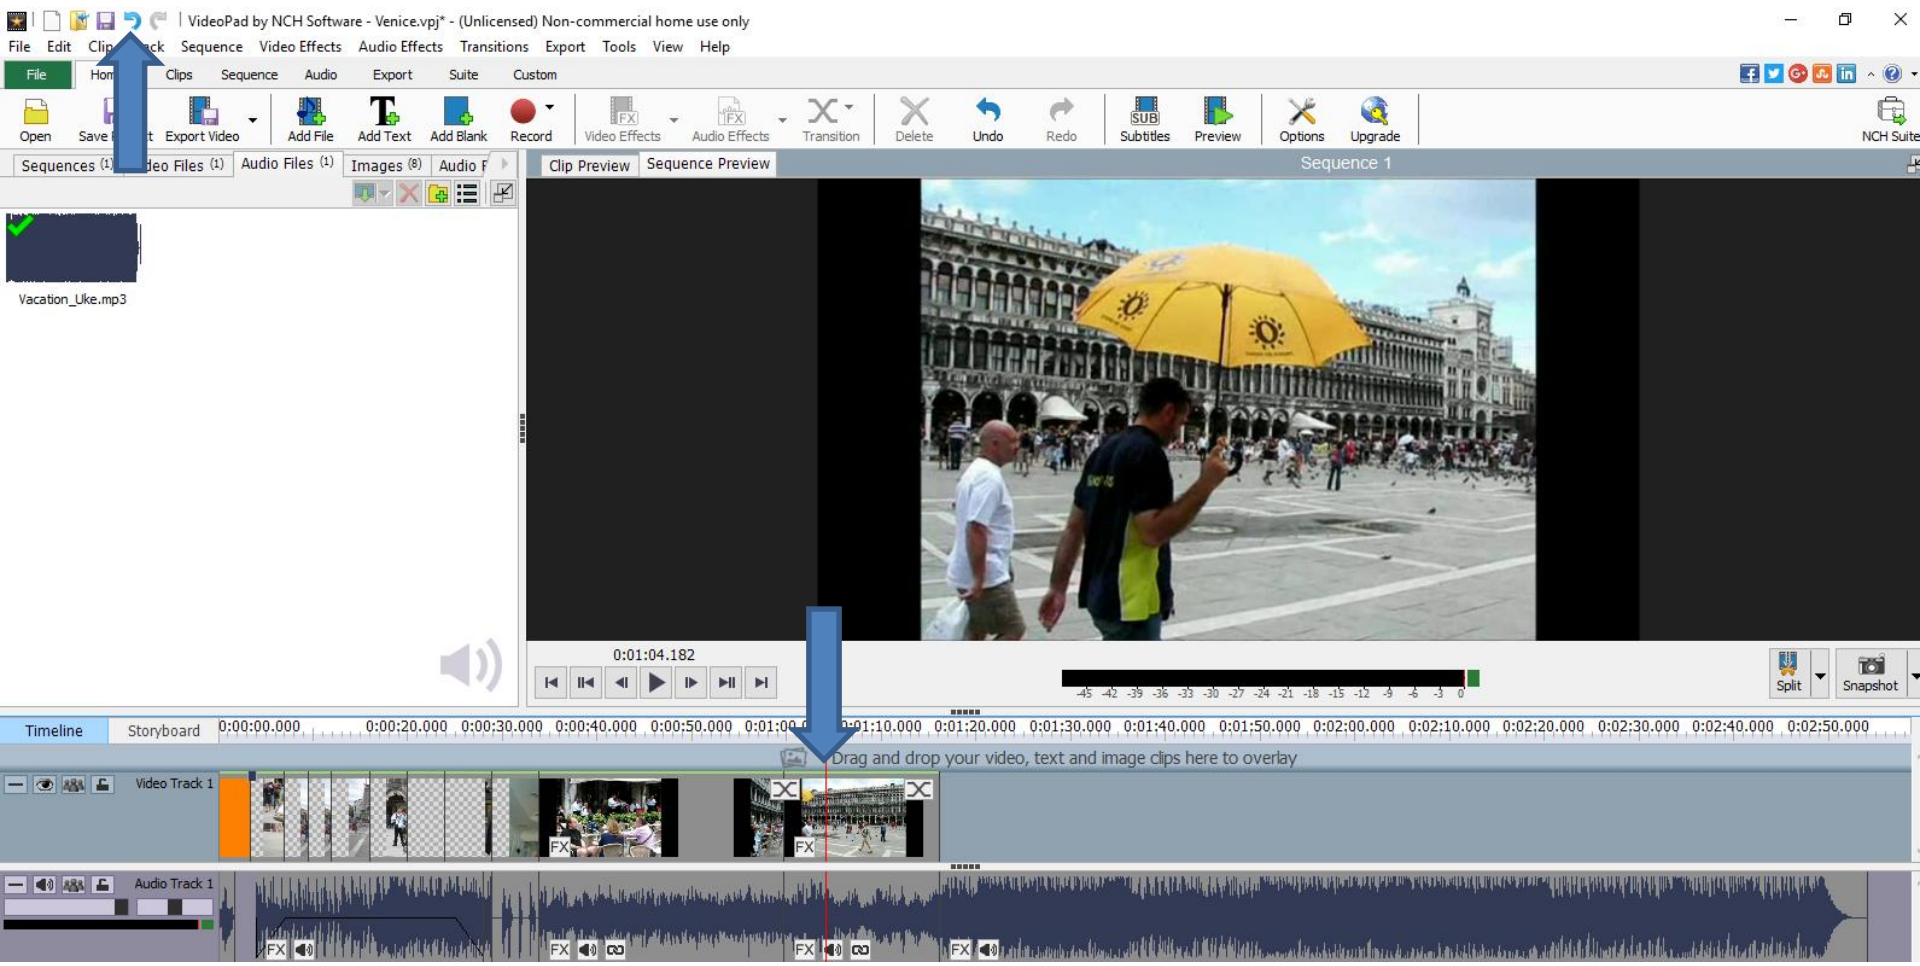 VideoPad by NCH Software - Venice.vpj* - (Unlicensed) Non-commercial home use only
File Edit Clip Sequence Video Effects Audio Effects Transitions Export Tools View Help
File Clips Sequence Audio Export Suite Custom
Open Save Export Video Add File Add Text Add Blank Record Video Effects Audio Effects Transition Delete Undo Redo Subtitles Preview Options Upgrade NCH Suite
Sequences (1) Files (1) Audio Files (1) Images (8) Audio
Clip Preview Sequence Preview Sequence 1
Vacation_Uke.mp3
0:01:04.182
-45 -42 -39 -36 -33 -30 -27 -24 -21 -18 -15 -12 -9 -6 -3 0
Split Snapshot
Timeline Storyboard 0:00:00.000 0:00:20.000 0:00:30.000 0:00:40.000 0:00:50.000 0:01:10.000 0:01:20.000 0:01:30.000 0:01:40.000 0:01:50.000 0:02:00.000 0:02:10.000 0:02:20.000 0:02:30.000 0:02:40.000 0:02:50.000
Drag and drop your video, text and image clips here to overlay
Video Track 1
FX FX
Audio Track 1
FX FX FX FX